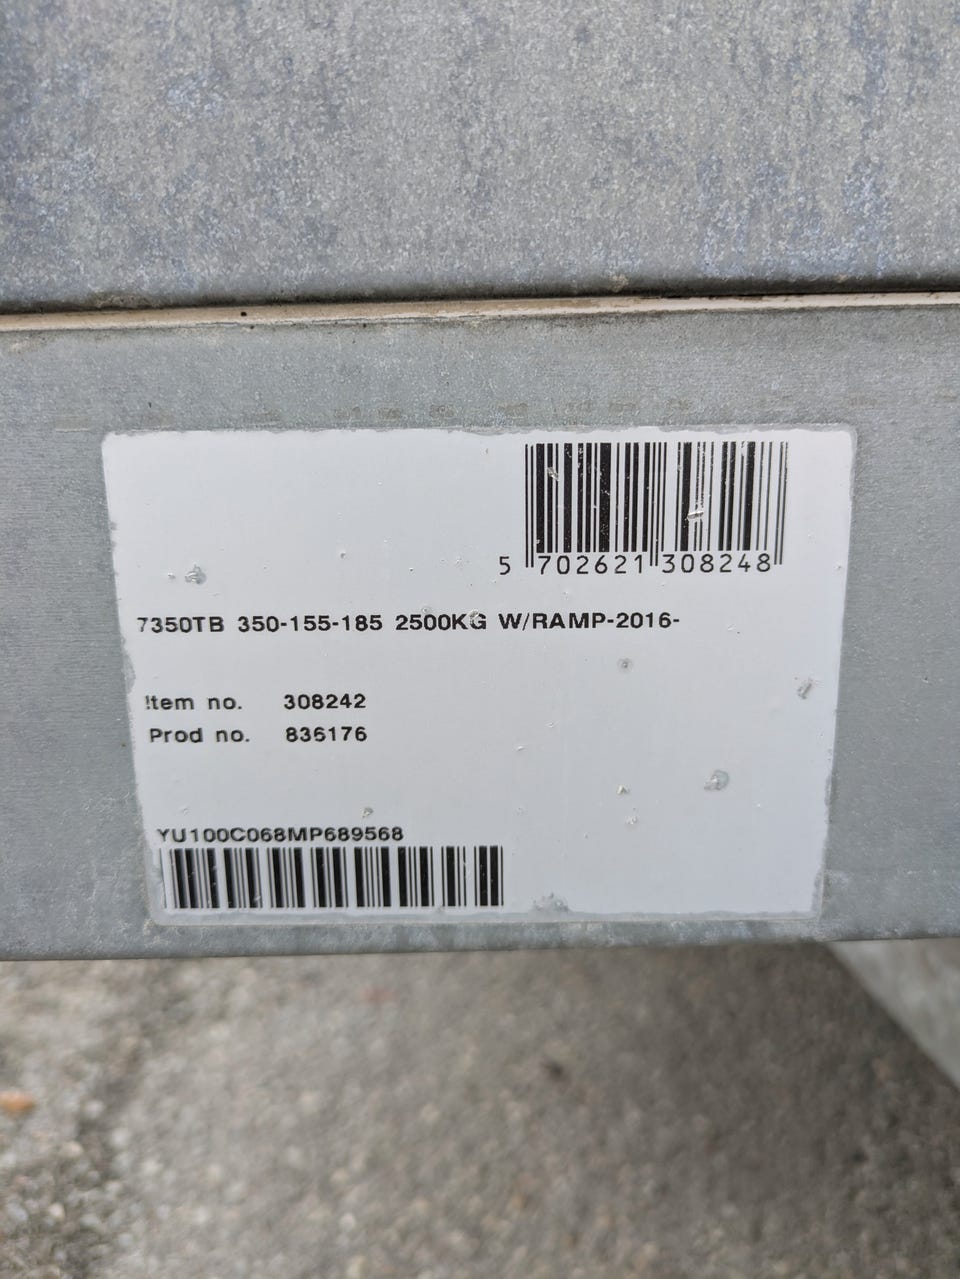 5 702621 308248
7350TB 350-155-185 2500KG W/RAMP-2016-
Item no. 308242
Prod no. 836176
YU100C068MP689568